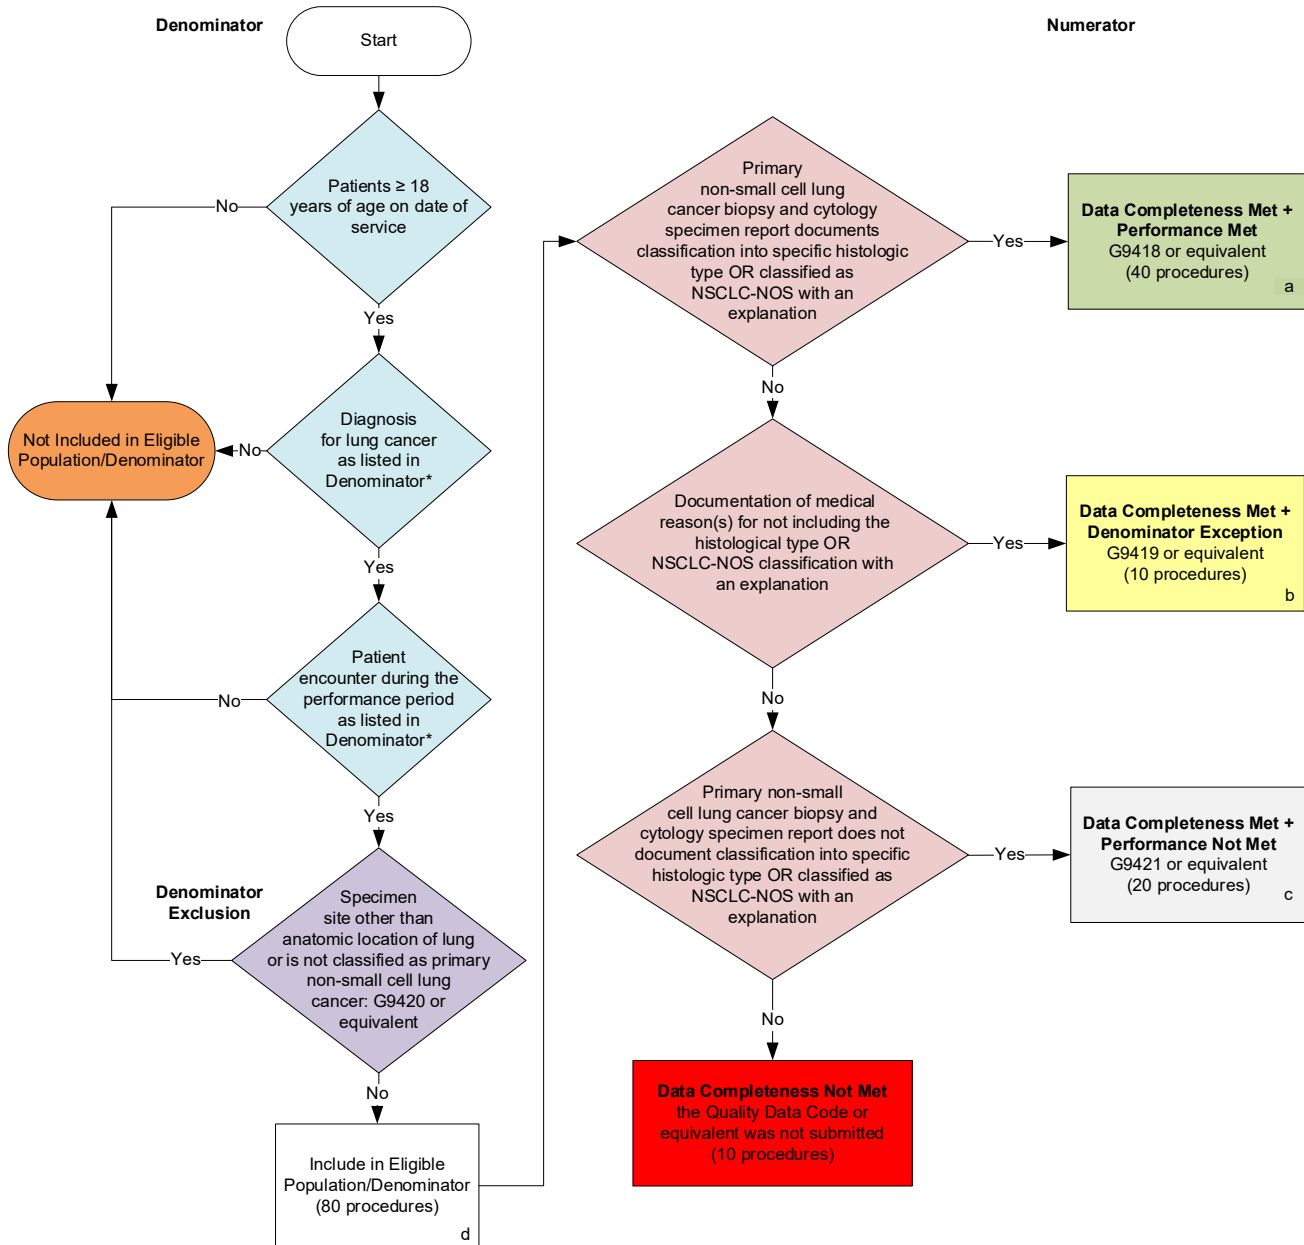 Denominator
Numerator
Start
Patients ≥ 18
years of age on date of
service
No
Yes
Diagnosis
for lung cancer
as listed in
Denominator*
No
Not Included in Eligible
Population/Denominator
Yes
Patient
encounter during the
performance period
as listed in
Denominator*
No
Yes
Denominator
Exclusion
Specimen
site other than
anatomic location of lung
or is not classified as primary
non-small cell lung
cancer: G9420 or
equivalent
Yes
No
Include in Eligible
Population/Denominator
(80 procedures)
d
Primary
non-small cell lung
cancer biopsy and cytology
specimen report documents
classification into specific histologic
type OR classified as
NSCLC-NOS with an
explanation
Yes
Data Completeness Met +
Performance Met
G9418 or equivalent
(40 procedures)
a
No
Documentation of medical
reason(s) for not including the
histological type OR
NSCLC-NOS classification with
an explanation
Yes
Data Completeness Met +
Denominator Exception
G9419 or equivalent
(10 procedures)
b
No
Primary non-small
cell lung cancer biopsy and
cytology specimen report does not
document classification into specific
histologic type OR classified as
NSCLC-NOS with an
explanation
Yes
Data Completeness Met +
Performance Not Met
G9421 or equivalent
(20 procedures)
c
No
Data Completeness Not Met
the Quality Data Code or
equivalent was not submitted
(10 procedures)